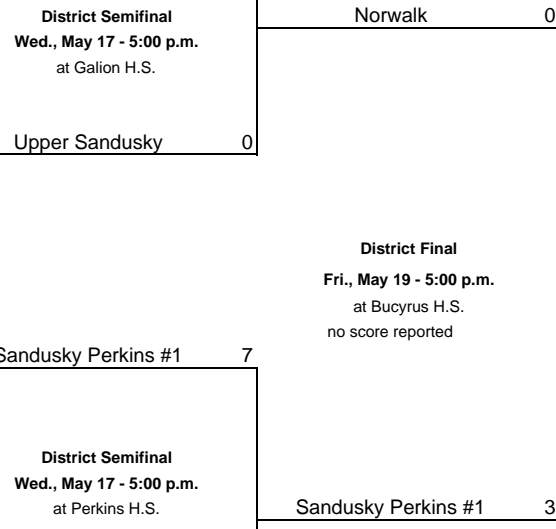 District Semifinal
Wed., May 17 - 5:00 p.m.
at Galion H.S.
Norwalk 0
Upper Sandusky 0
District Final
Fri., May 19 - 5:00 p.m.
at Bucyrus H.S.
no score reported
Sandusky Perkins #1 7
District Semifinal
Wed., May 17 - 5:00 p.m.
at Perkins H.S.
Sandusky Perkins #1 3